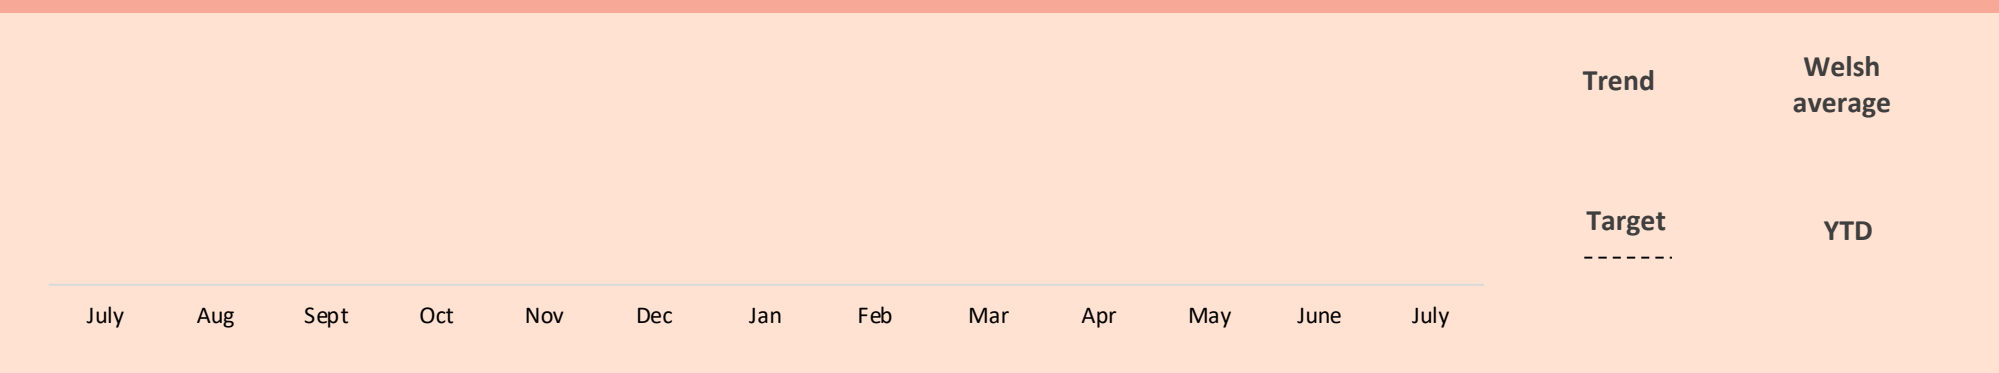 Trend
Welsh
average
Target
YTD
July Aug Sept Oct Nov Dec Jan Feb Mar Apr May June July